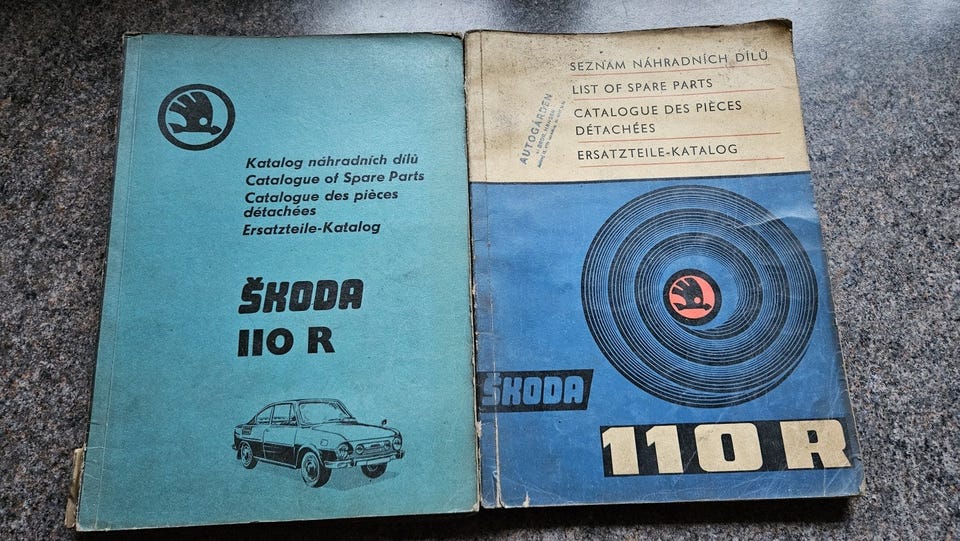 Katalog náhradních dílů
Catalogue of Spare Parts
Catalogue des pièces
détachées
Ersatzteile-Katalog
ŠKODA
110 R
SEZNAM NÁHRADNÍCH DÍLŮ
LIST OF SPARE PARTS
CATALOGUE DES PIÈCES
DÉTACHÉES
ERSATZTEILE-KATALOG
AUTOGÅRDEN
ŠKODA
110 R